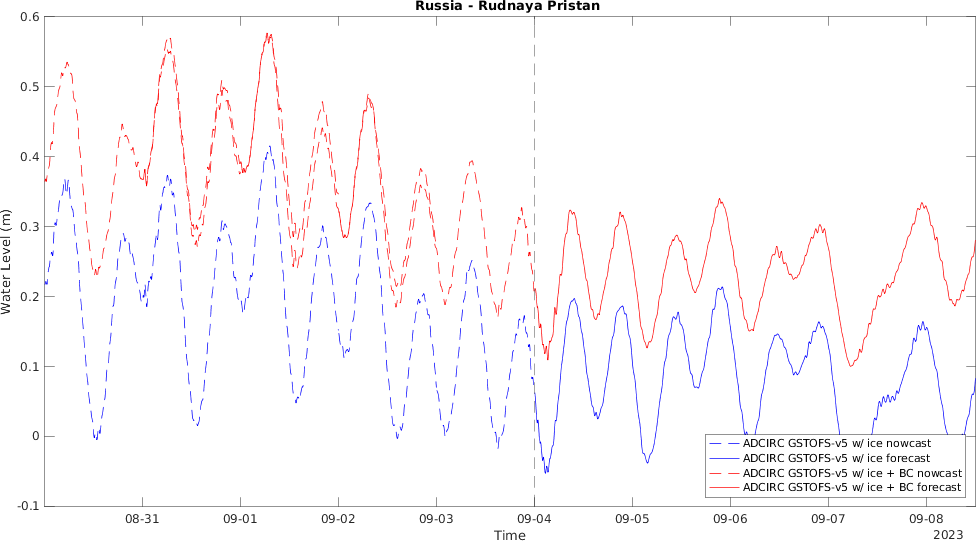 Russia - Rudnaya Pristan
0.6
0.5
0.4
0.3
0.2
0.1
0
-0.1
Water Level (m)
ADCIRC GSTOFS-v5 w/ ice nowcast
ADCIRC GSTOFS-v5 w/ ice forecast
ADCIRC GSTOFS-v5 w/ ice + BC nowcast
ADCIRC GSTOFS-v5 w/ ice + BC forecast
08-31 09-01 09-02 09-03 09-04 09-05 09-06 09-07 09-08
Time
2023